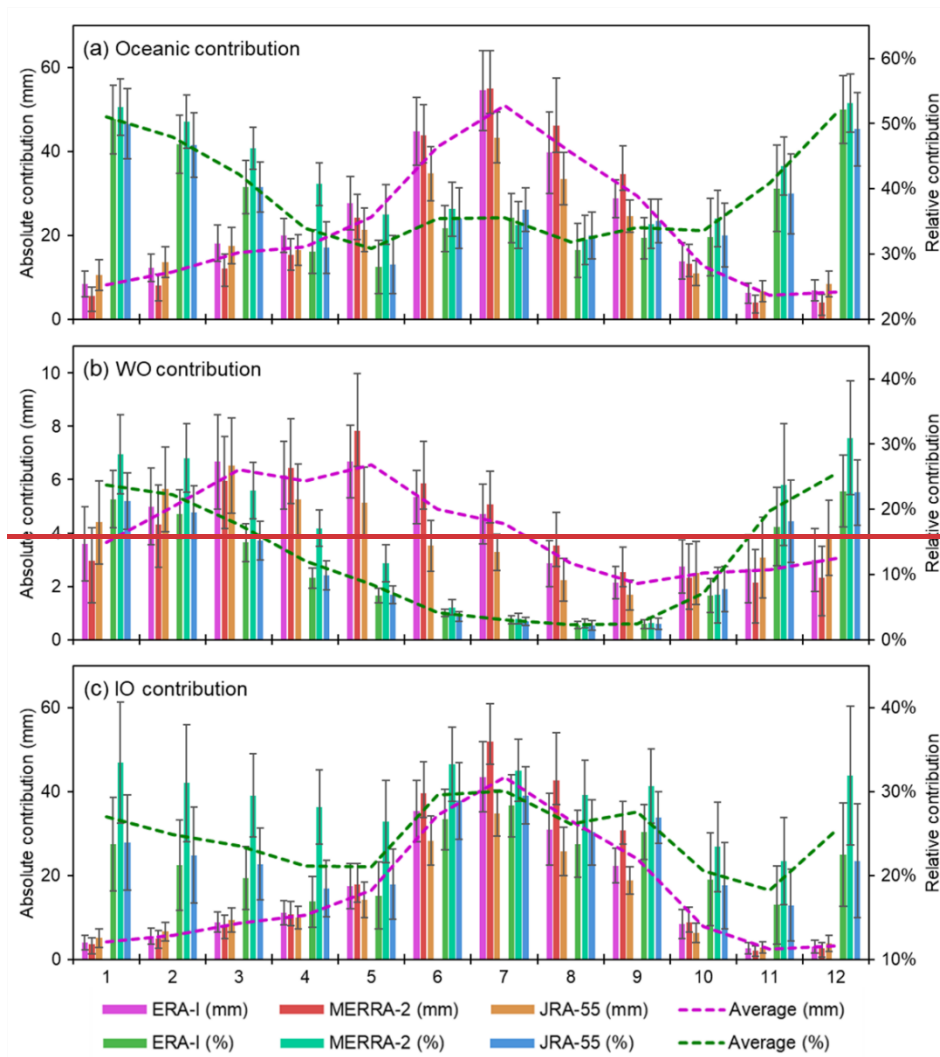 (a) Oceanic contribution
Absolute contribution (mm)
60
40
20
0
60%
50%
40%
30%
20%
Relative contribution
(b) WO contribution
Absolute contribution (mm)
10
8
6
4
2
0
40%
30%
20%
10%
0%
Relative contribution
(c) IO contribution
Absolute contribution (mm)
60
40
20
0
40%
30%
20%
10%
Relative contribution
1 2 3 4 5 6 7 8 9 10 11 12
ERA-I (mm) MERRA-2 (mm) JRA-55 (mm) Average (mm)
ERA-I (%) MERRA-2 (%) JRA-55 (%) Average (%)